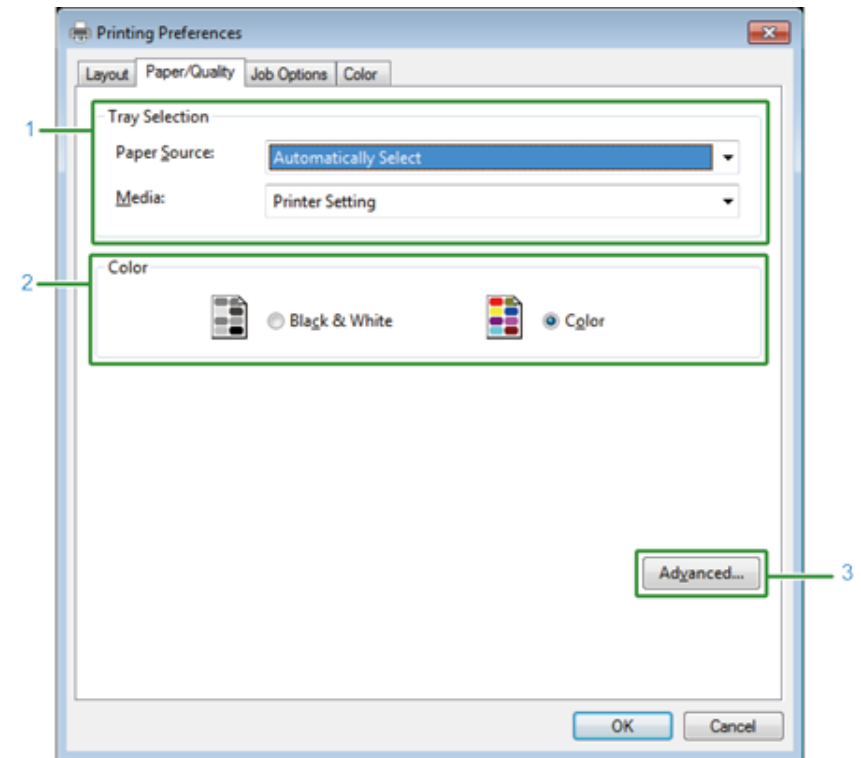 Printing Preferences
Layout Paper/Quality Job Options Color
1
Tray Selection
Paper Source: Automatically Select
Media: Printer Setting
2
Color
Black & White Color
Advanced...
3
OK Cancel